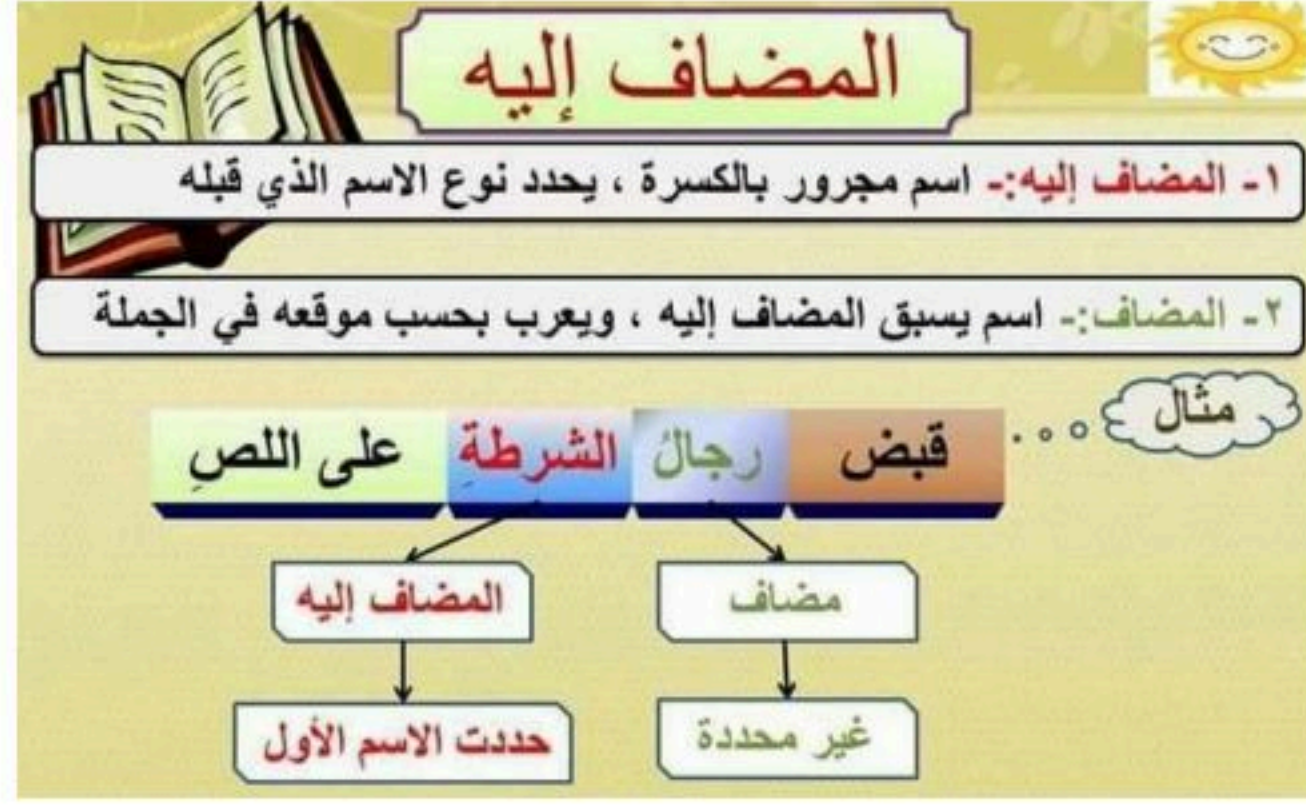 المضاف إليه
١- المضاف إليه:- اسم مجرور بالكسرة ، يحدد نوع الاسم الذي قبله
٢- المضاف:- اسم يسبق المضاف إليه ، ويعرب بحسب موقعه في الجملة
مثال
قبض رجالُ الشرطةِ على اللصِ
مضاف المضاف إليه
غير محددة حددت الاسم الأول